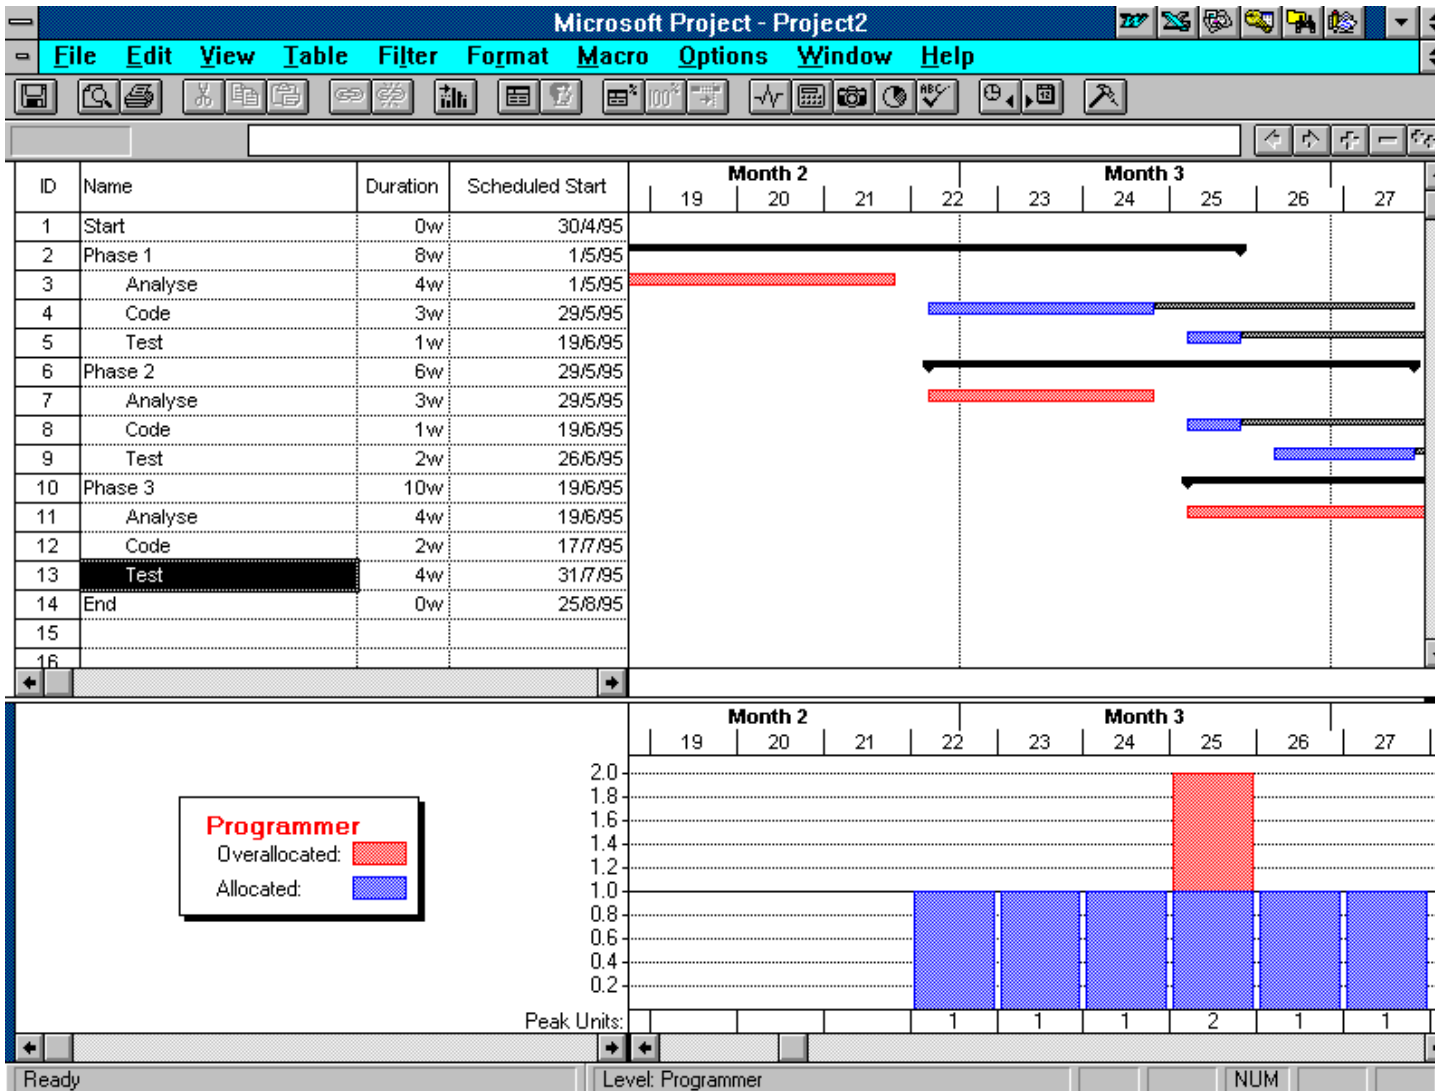 Microsoft Project - Project2
File Edit View Table Filter Format Macro Options Window Help
ID Name Duration Scheduled Start Month 2 Month 3
19 20 21 22 23 24 25 26 27
1 Start 0w 30/4/95
2 Phase 1 8w 1/5/95
3 Analyse 4w 1/5/95
4 Code 3w 29/5/95
5 Test 1w 19/6/95
6 Phase 2 6w 29/5/95
7 Analyse 3w 29/5/95
8 Code 1w 19/6/95
9 Test 2w 26/6/95
10 Phase 3 10w 19/6/95
11 Analyse 4w 19/6/95
12 Code 2w 17/7/95
13 Test 4w 31/7/95
14 End 0w 25/8/95
15
16
Month 2 Month 3
19 20 21 22 23 24 25 26 27
Programmer
Overallocated:
Allocated:
2.0
1.8
1.6
1.4
1.2
1.0
0.8
0.6
0.4
0.2
Peak Units: 1 1 1 2 1 1
Ready Level: Programmer NUM